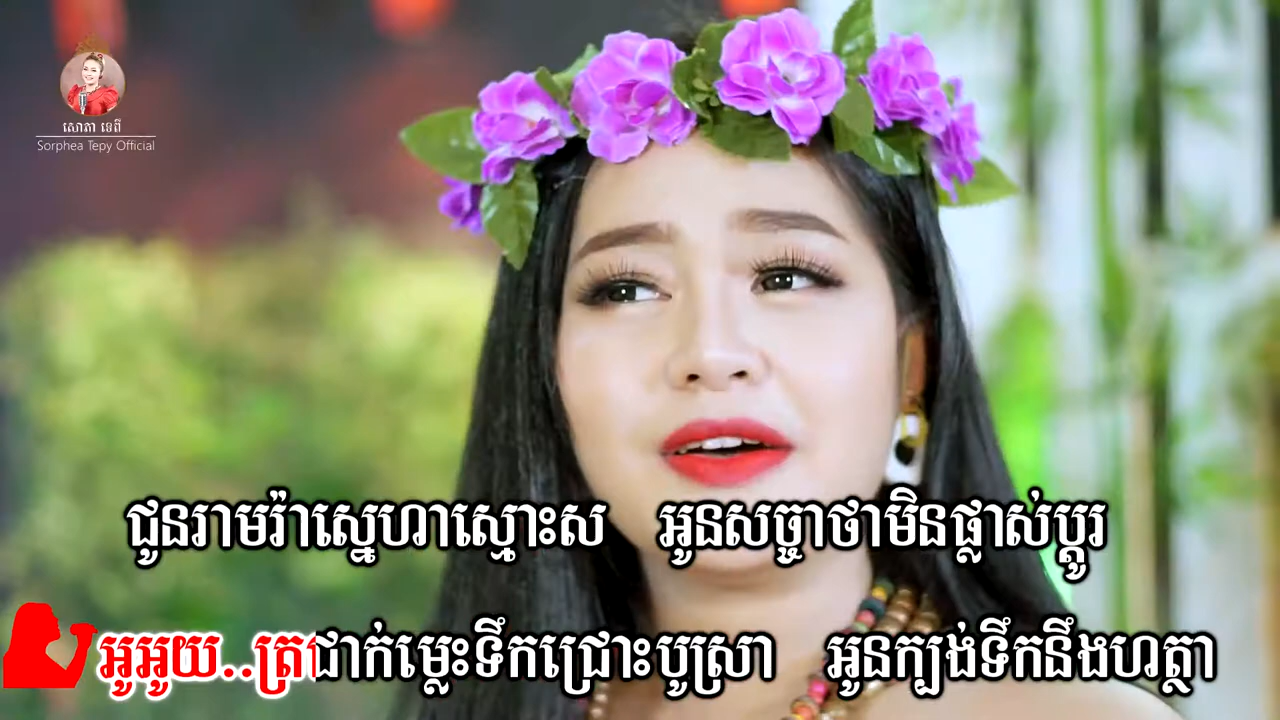 សោភា ទេពី
Sorphea Tepy Official
ជូនរាមវ៉ាស្នេហាស្មោះស អូនសច្ចាថាមិនផ្លាស់ប្ដូរ
អូអូយ..ត្រជាក់ម្លេះទឹកជ្រោះបូស្រា អូនក្បង់ទឹកនឹងហត្ថា